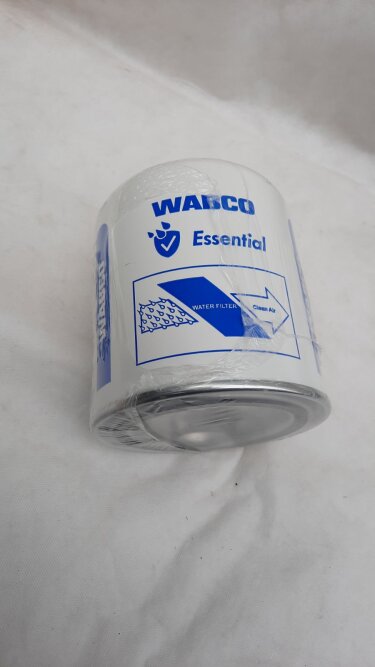 WABCO
Essential
WATER FILTER
Clean Air
WABCO